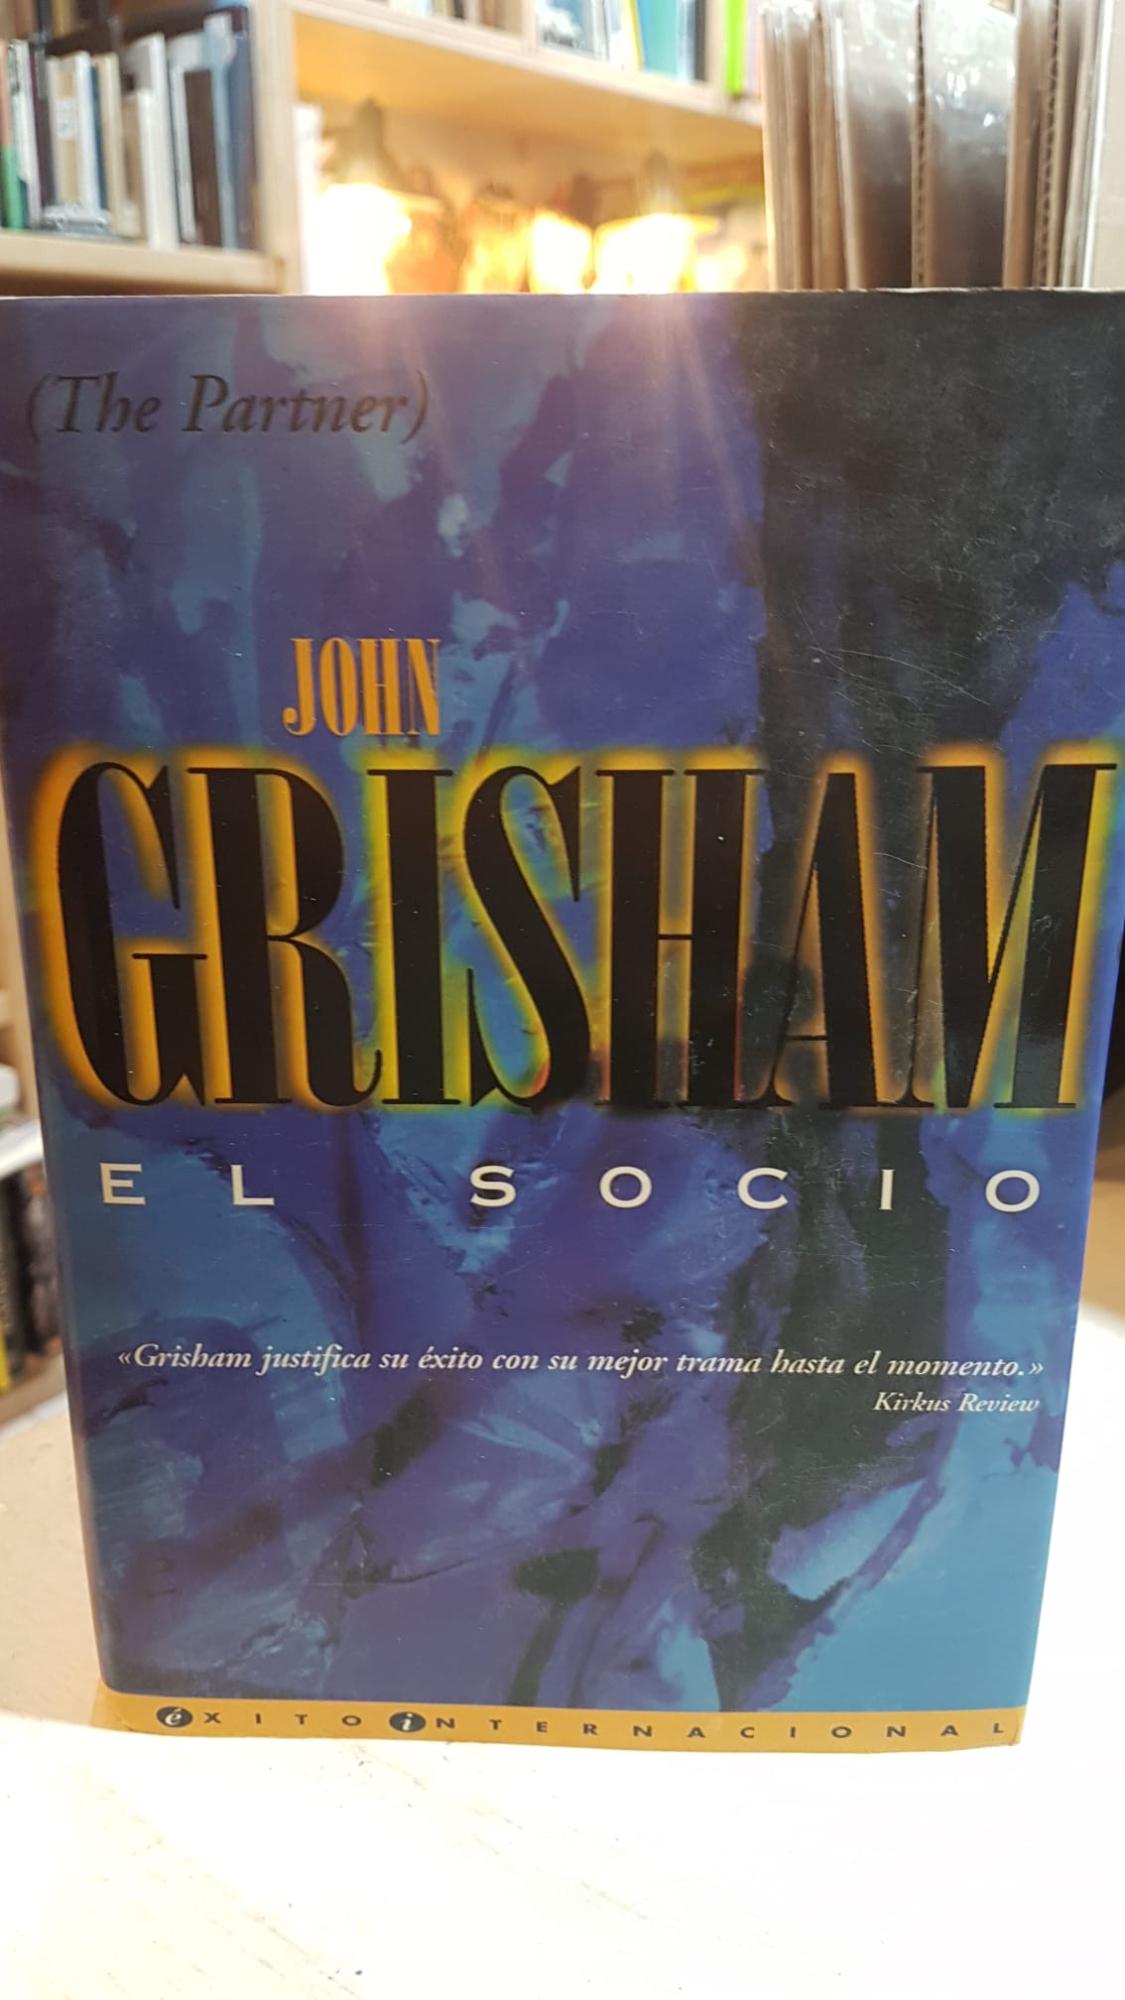 (The Partner)
JOHN
GRISHAM
EL SOCIO
«Grisham justifica su éxito con su mejor trama hasta el momento.»
Kirkus Review
éXITO iNTERNACIONAL